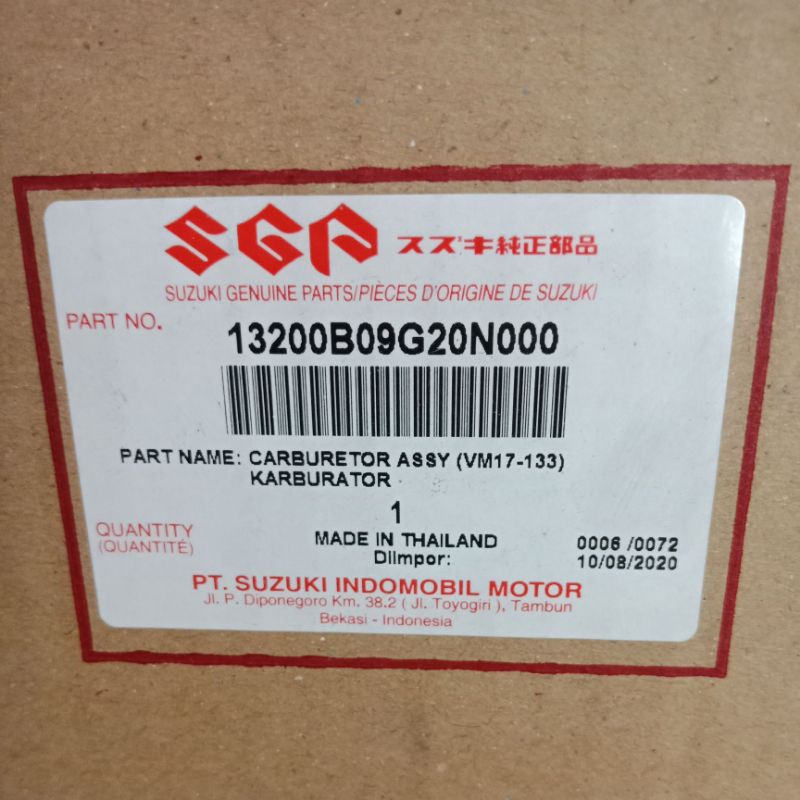 SGP スズキ純正部品
SUZUKI GENUINE PARTS/PIÈCES D'ORIGINE DE SUZUKI
PART NO.
13200B09G20N000
PART NAME: CARBURETOR ASSY (VM17-133)
KARBURATOR
1
QUANTITY
(QUANTITÉ)
MADE IN THAILAND
DIImpor:
0006 /0072
10/08/2020
PT. SUZUKI INDOMOBIL MOTOR
Jl. P. Diponegoro Km. 38.2 ( Jl. Toyogiri ), Tambun
Bekasi - Indonesia